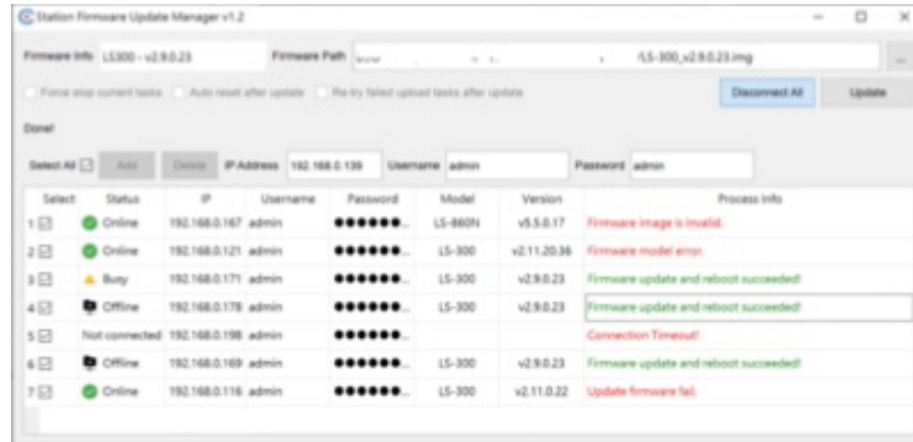 Station Firmware Update Manager v1.2
Firmware Info LS300 - v2.9.0.23 Firmware Path /LS-300_v2.9.0.23.img ...
Force stop current tasks Auto reset after update Re-try failed upload tasks after update Disconnect All Update
Done!
Select All Add Delete IP Address 192.168.0.139 Username admin Password admin
Select Status IP Username Password Model Version Process Info
1 Online 192.168.0.167 admin ●●●●●●... LS-860N v5.5.0.17 Firmware image is invalid.
2 Online 192.168.0.121 admin ●●●●●●... LS-300 v2.11.20.36 Firmware model error.
3 Busy 192.168.0.171 admin ●●●●●●... LS-300 v2.9.0.23 Firmware update and reboot succeeded!
4 Offline 192.168.0.178 admin ●●●●●●... LS-300 v2.9.0.23 Firmware update and reboot succeeded!
5 Not connected 192.168.0.198 admin ●●●●●●... Connection Timeout!
6 Offline 192.168.0.169 admin ●●●●●●... LS-300 v2.9.0.23 Firmware update and reboot succeeded!
7 Online 192.168.0.116 admin ●●●●●●... LS-300 v2.11.0.22 Update firmware fail.